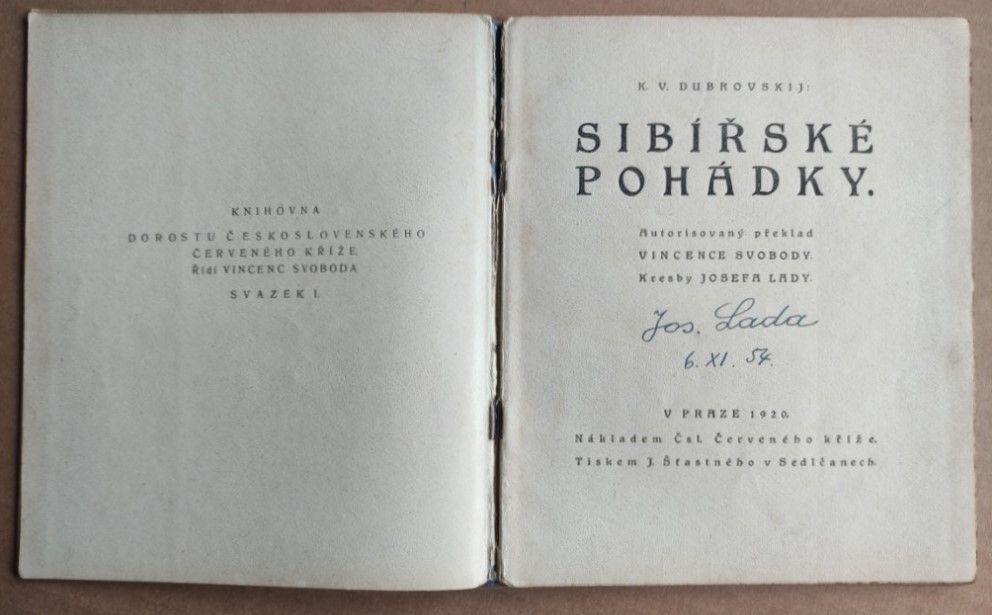 KNIHOVNA
DOROSTU ČESKOSLOVENSKÉHO
ČERVENÉHO KŘÍŽE.
Řídí VINCENC SVOBODA
SVAZEK I.
K. V. DUBROVSKIJ:
SIBÍŘSKÉ
POHÁDKY.
Autorisovaný překlad
VINCENCE SVOBODY.
Kresby JOSEFA LADY.
Jos. Lada
6. XI. 54.
V PRAZE 1920.
Nákladem Čsl. Červeného kříže.
Tiskem J. Šťastného v Sedlčanech.